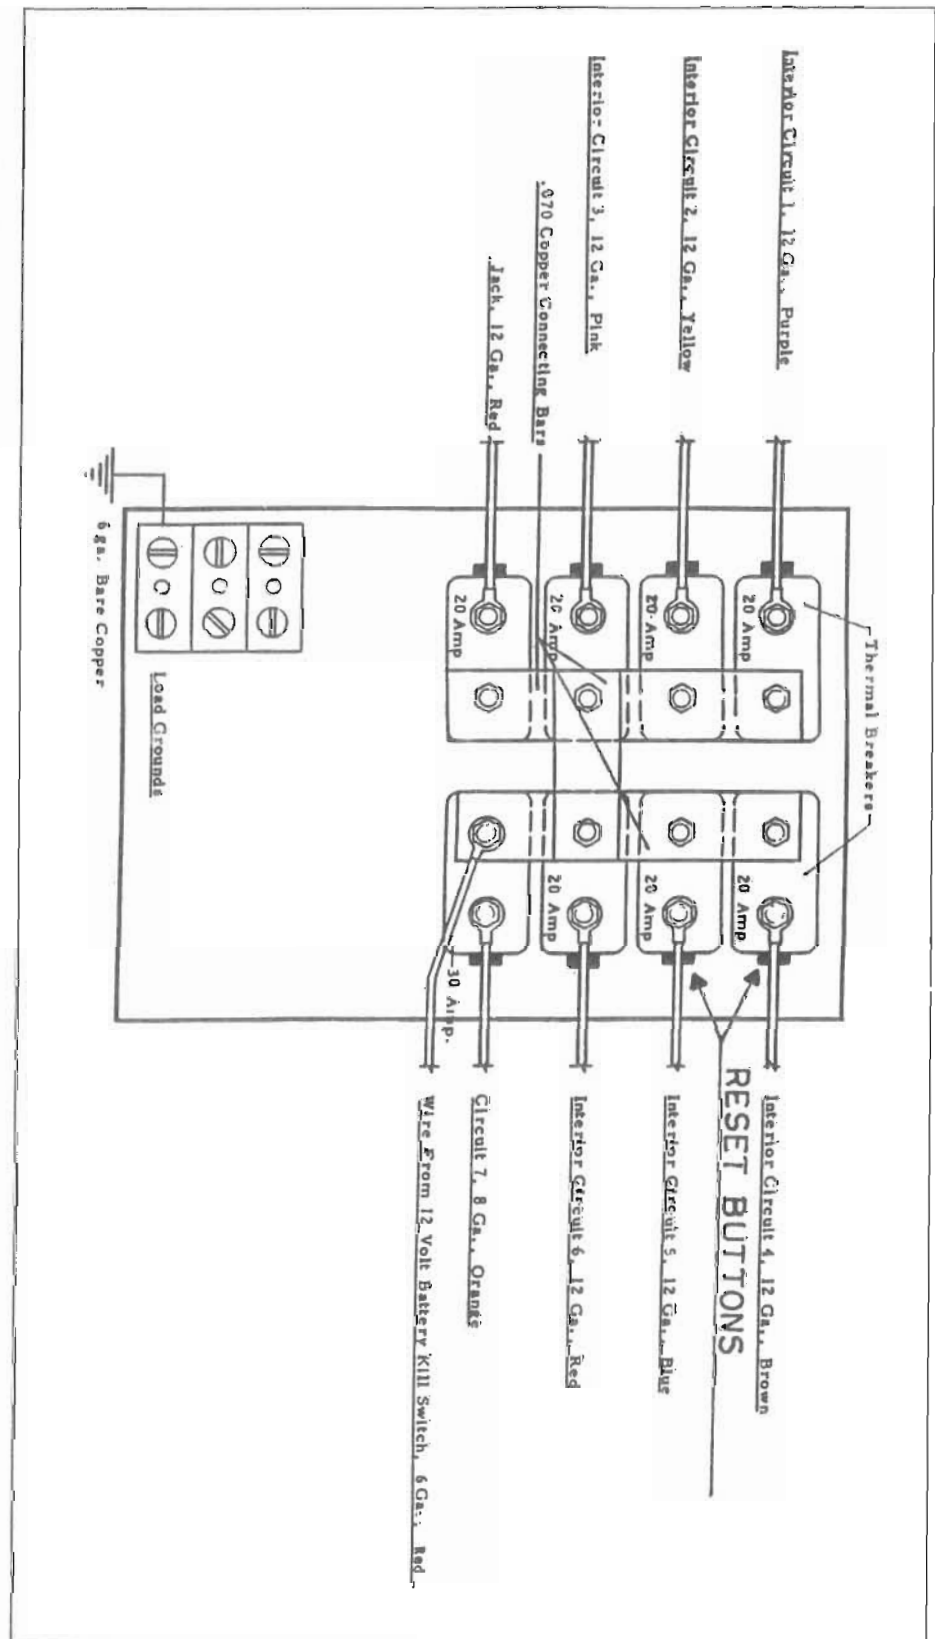 Thermal Breakers
Interior Circuit 1, 12 Ga., Purple
20 Amp
20 Amp
Interior Circuit 4, 12 Ga., Brown
RESET BUTTONS
Interior Circuit 2, 12 Ga., Yellow
20 Amp
20 Amp
Interior Circuit 5, 12 Ga., Blue
Interior Circuit 3, 12 Ga., Pink
20 Amp
20 Amp
Interior Circuit 6, 12 Ga., Red
.070 Copper Connecting Bars
Jack, 12 Ga., Red
20 Amp
30 Amp.
Circuit 7, 8 Ga., Orange
Wire From 12 Volt Battery Kill Switch, 6 Ga., Red
Load Grounds
6 ga. Bare Copper